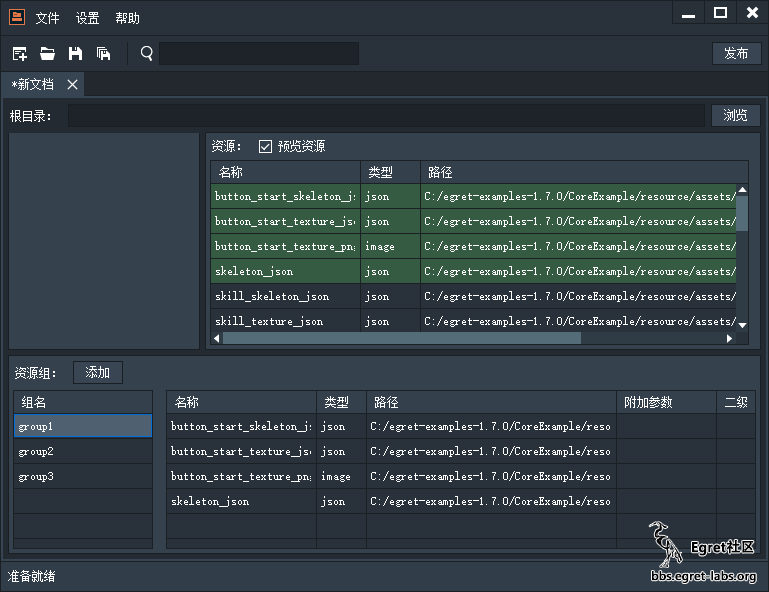 文件 设置 帮助
发布
*新文档
根目录: 浏览
资源: 预览资源
名称 类型 路径
button_start_skeleton_js json C:/egret-examples-1.7.0/CoreExample/resource/assets/
button_start_texture_jso json C:/egret-examples-1.7.0/CoreExample/resource/assets/
button_start_texture_png image C:/egret-examples-1.7.0/CoreExample/resource/assets/
skeleton_json json C:/egret-examples-1.7.0/CoreExample/resource/assets/
skill_skeleton_json json C:/egret-examples-1.7.0/CoreExample/resource/assets/
skill_texture_json json C:/egret-examples-1.7.0/CoreExample/resource/assets/
资源组: 添加
组名 名称 类型 路径 附加参数 二级
group1 button_start_skeleton_js json C:/egret-examples-1.7.0/CoreExample/reso
group2 button_start_texture_jso json C:/egret-examples-1.7.0/CoreExample/reso
group3 button_start_texture_png image C:/egret-examples-1.7.0/CoreExample/reso
skeleton_json json C:/egret-examples-1.7.0/CoreExample/reso
Egret社区
bbs.egret-labs.org
准备就绪